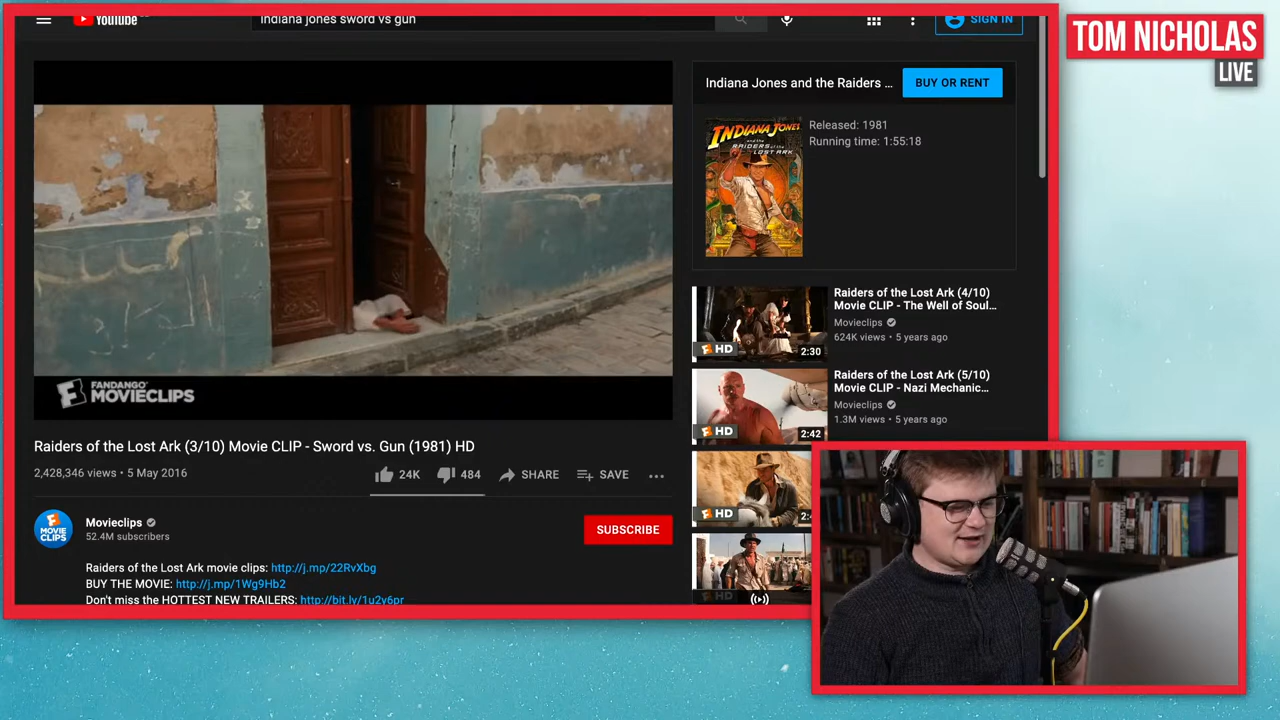 YouTube
indiana jones sword vs gun
SIGN IN
TOM NICHOLAS
LIVE
Indiana Jones and the Raiders ...
BUY OR RENT
INDIANA JONES
and the
RAIDERS of the
LOST ARK
Released: 1981
Running time: 1:55:18
FANDANGO
MOVIECLIPS
Raiders of the Lost Ark (3/10) Movie CLIP - Sword vs. Gun (1981) HD
2,428,346 views • 5 May 2016
24K
484
SHARE
SAVE
Movieclips
52.4M subscribers
SUBSCRIBE
MOVIE
CLIPS
Raiders of the Lost Ark movie clips: http://j.mp/22RvXbg
BUY THE MOVIE: http://j.mp/1Wg9Hb2
Don't miss the HOTTEST NEW TRAILERS: http://bit.ly/1u2y6pr
Raiders of the Lost Ark (4/10)
Movie CLIP - The Well of Soul...
Movieclips
624K views • 5 years ago
HD
2:30
Raiders of the Lost Ark (5/10)
Movie CLIP - Nazi Mechanic...
Movieclips
1.3M views • 5 years ago
HD
2:42
HD
HD